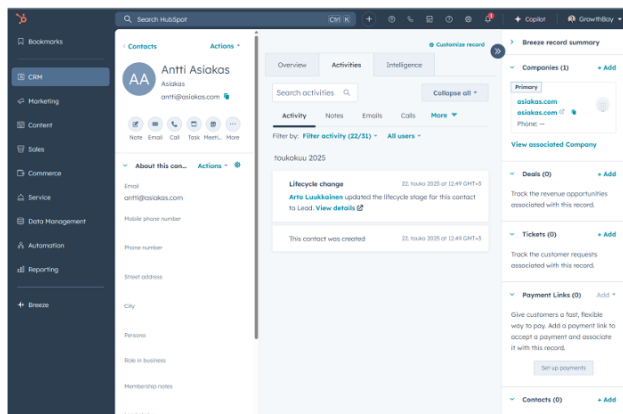 Search HubSpot
Ctrl K
Copilot
GrowthBay
Bookmarks
CRM
Marketing
Content
Sales
Commerce
Service
Data Management
Automation
Reporting
Breeze
Contacts
Actions
AA
Antti Asiakas
Asiakas
antti@asiakas.com
Note
Email
Call
Task
Meeti...
More
About this con...
Actions
Email
antti@asiakas.com
Mobile phone number
Phone number
Street address
City
Persona
Role in business
Membership notes
Customize record
Overview
Activities
Intelligence
Search activities
Collapse all
Activity
Notes
Emails
Calls
More
Filter by: Filter activity (22/31)
All users
toukokuu 2025
Lifecycle change
22. touko 2025 at 12.49 GMT+3
Arto Luukkainen updated the lifecycle stage for this contact
to Lead. View details
This contact was created
22. touko 2025 at 12.49 GMT+3
Breeze record summary
Companies (1)
+ Add
Primary
asiakas.com
asiakas.com
Phone: --
View associated Company
Deals (0)
+ Add
Track the revenue opportunities
associated with this record.
Tickets (0)
+ Add
Track the customer requests
associated with this record.
Payment Links (0)
Add
Give customers a fast, flexible
way to pay. Add a payment link to
accept a payment and associate
it with this record.
Set up payments
Contacts (0)
+ Add